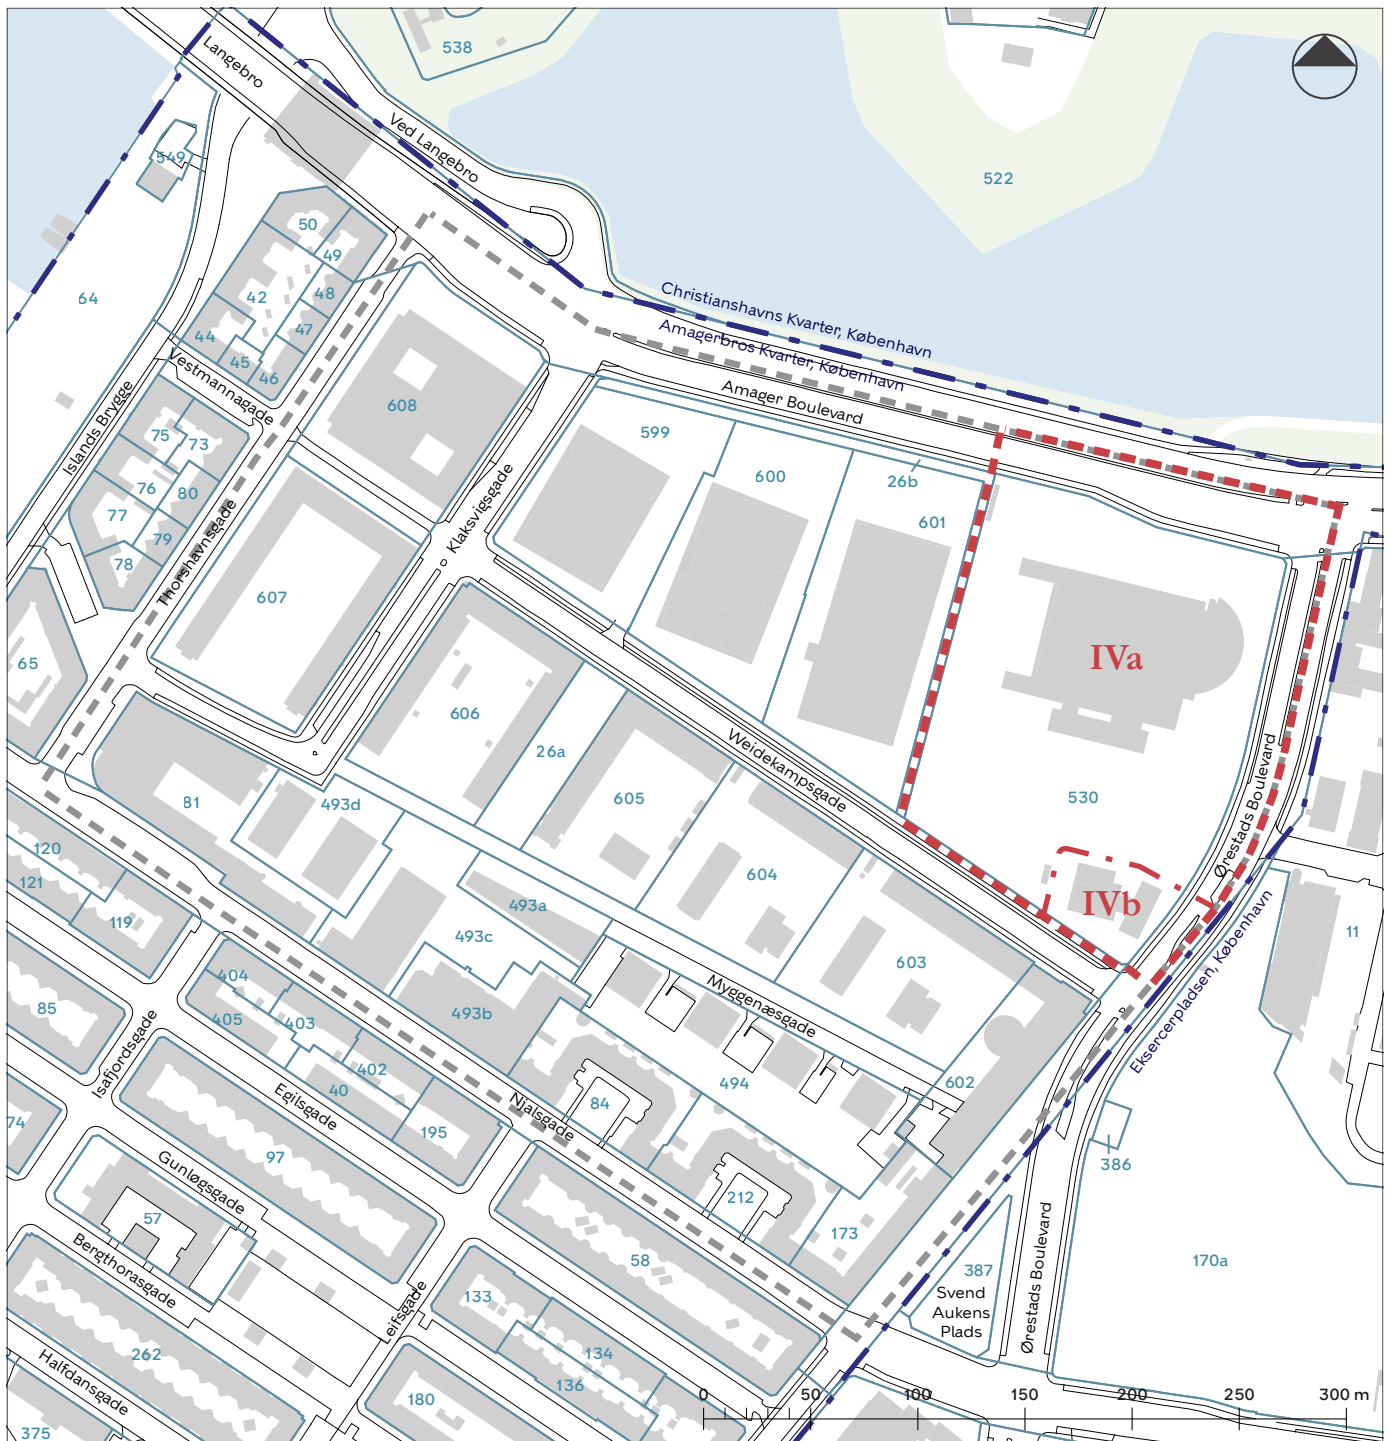 538
Langebro
Ved Langebro
549
522
50
49
64
42
48
47
44
45
46
Christianshavns Kvarter, København
Amagerbros Kvarter, København
Vestmannagade
Islands Brygge
608
Amager Boulevard
599
600
26b
601
75
73
76
80
77
79
78
Klaksvigsgade
Thorshavnsgade
607
65
IVa
606
26a
Weidekampsgade
Ørestads Boulevard
530
605
81
493d
120
121
119
604
493a
493c
IVb
11
603
404
405
403
493b
Myggenæsgade
Eksercerpladsen, København
85
402
40
494
602
Isafjordsgade
Egilsgade
84
Njalsgade
195
74
97
386
Gunløgsgade
57
212
173
58
170a
Bergthorasgade
387
Svend
Aukens
Plads
Ørestads Boulevard
133
Leifsgade
134
136
262
Halfdansgade
180
375
0 50 100 150 200 250 300 m